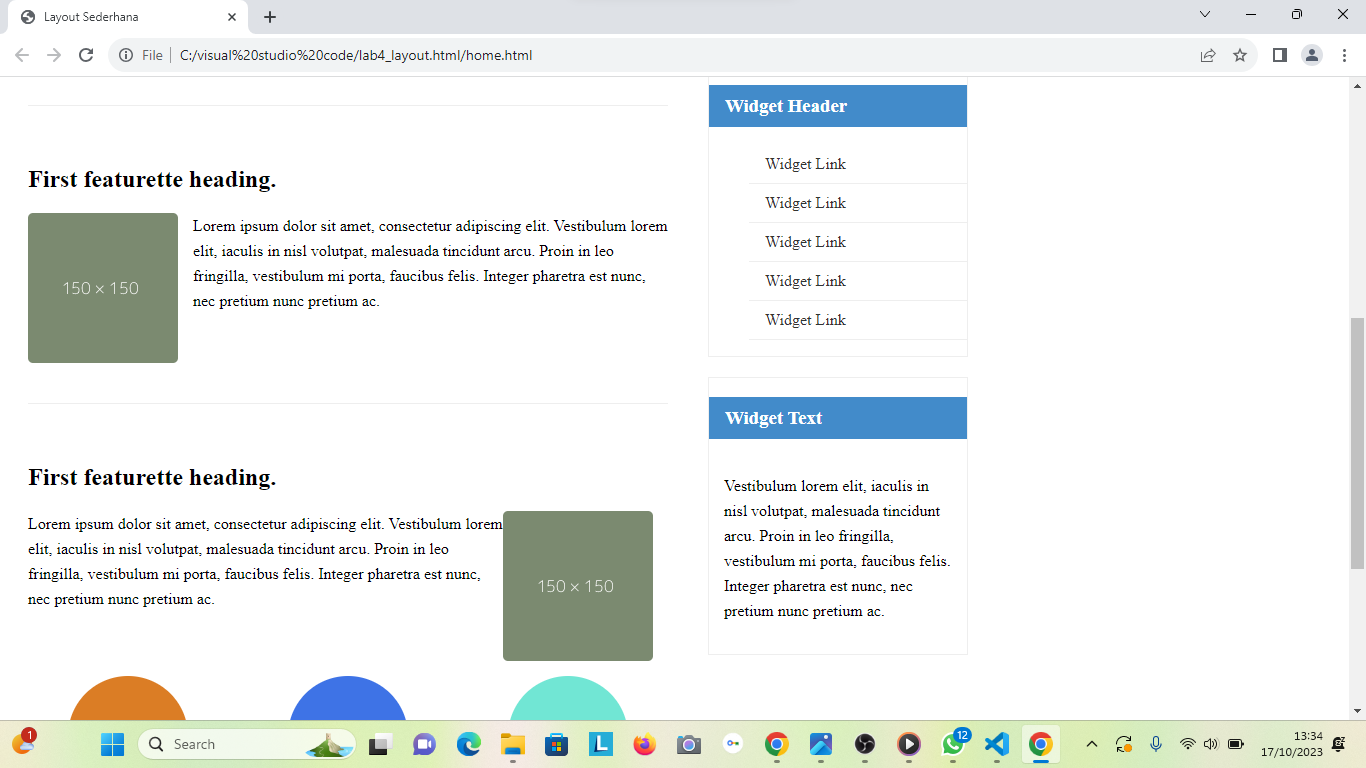 Layout Sederhana
File
C:/visual%20studio%20code/lab4_layout.html/home.html
First featurette heading.
150 × 150
Lorem ipsum dolor sit amet, consectetur adipiscing elit. Vestibulum lorem
elit, iaculis in nisl volutpat, malesuada tincidunt arcu. Proin in leo
fringilla, vestibulum mi porta, faucibus felis. Integer pharetra est nunc,
nec pretium nunc pretium ac.
First featurette heading.
Lorem ipsum dolor sit amet, consectetur adipiscing elit. Vestibulum lorem
elit, iaculis in nisl volutpat, malesuada tincidunt arcu. Proin in leo
fringilla, vestibulum mi porta, faucibus felis. Integer pharetra est nunc,
nec pretium nunc pretium ac.
150 × 150
Widget Header
Widget Link
Widget Link
Widget Link
Widget Link
Widget Link
Widget Text
Vestibulum lorem elit, iaculis in
nisl volutpat, malesuada tincidunt
arcu. Proin in leo fringilla,
vestibulum mi porta, faucibus felis.
Integer pharetra est nunc, nec
pretium nunc pretium ac.
1
Search
L
12
13:34
17/10/2023